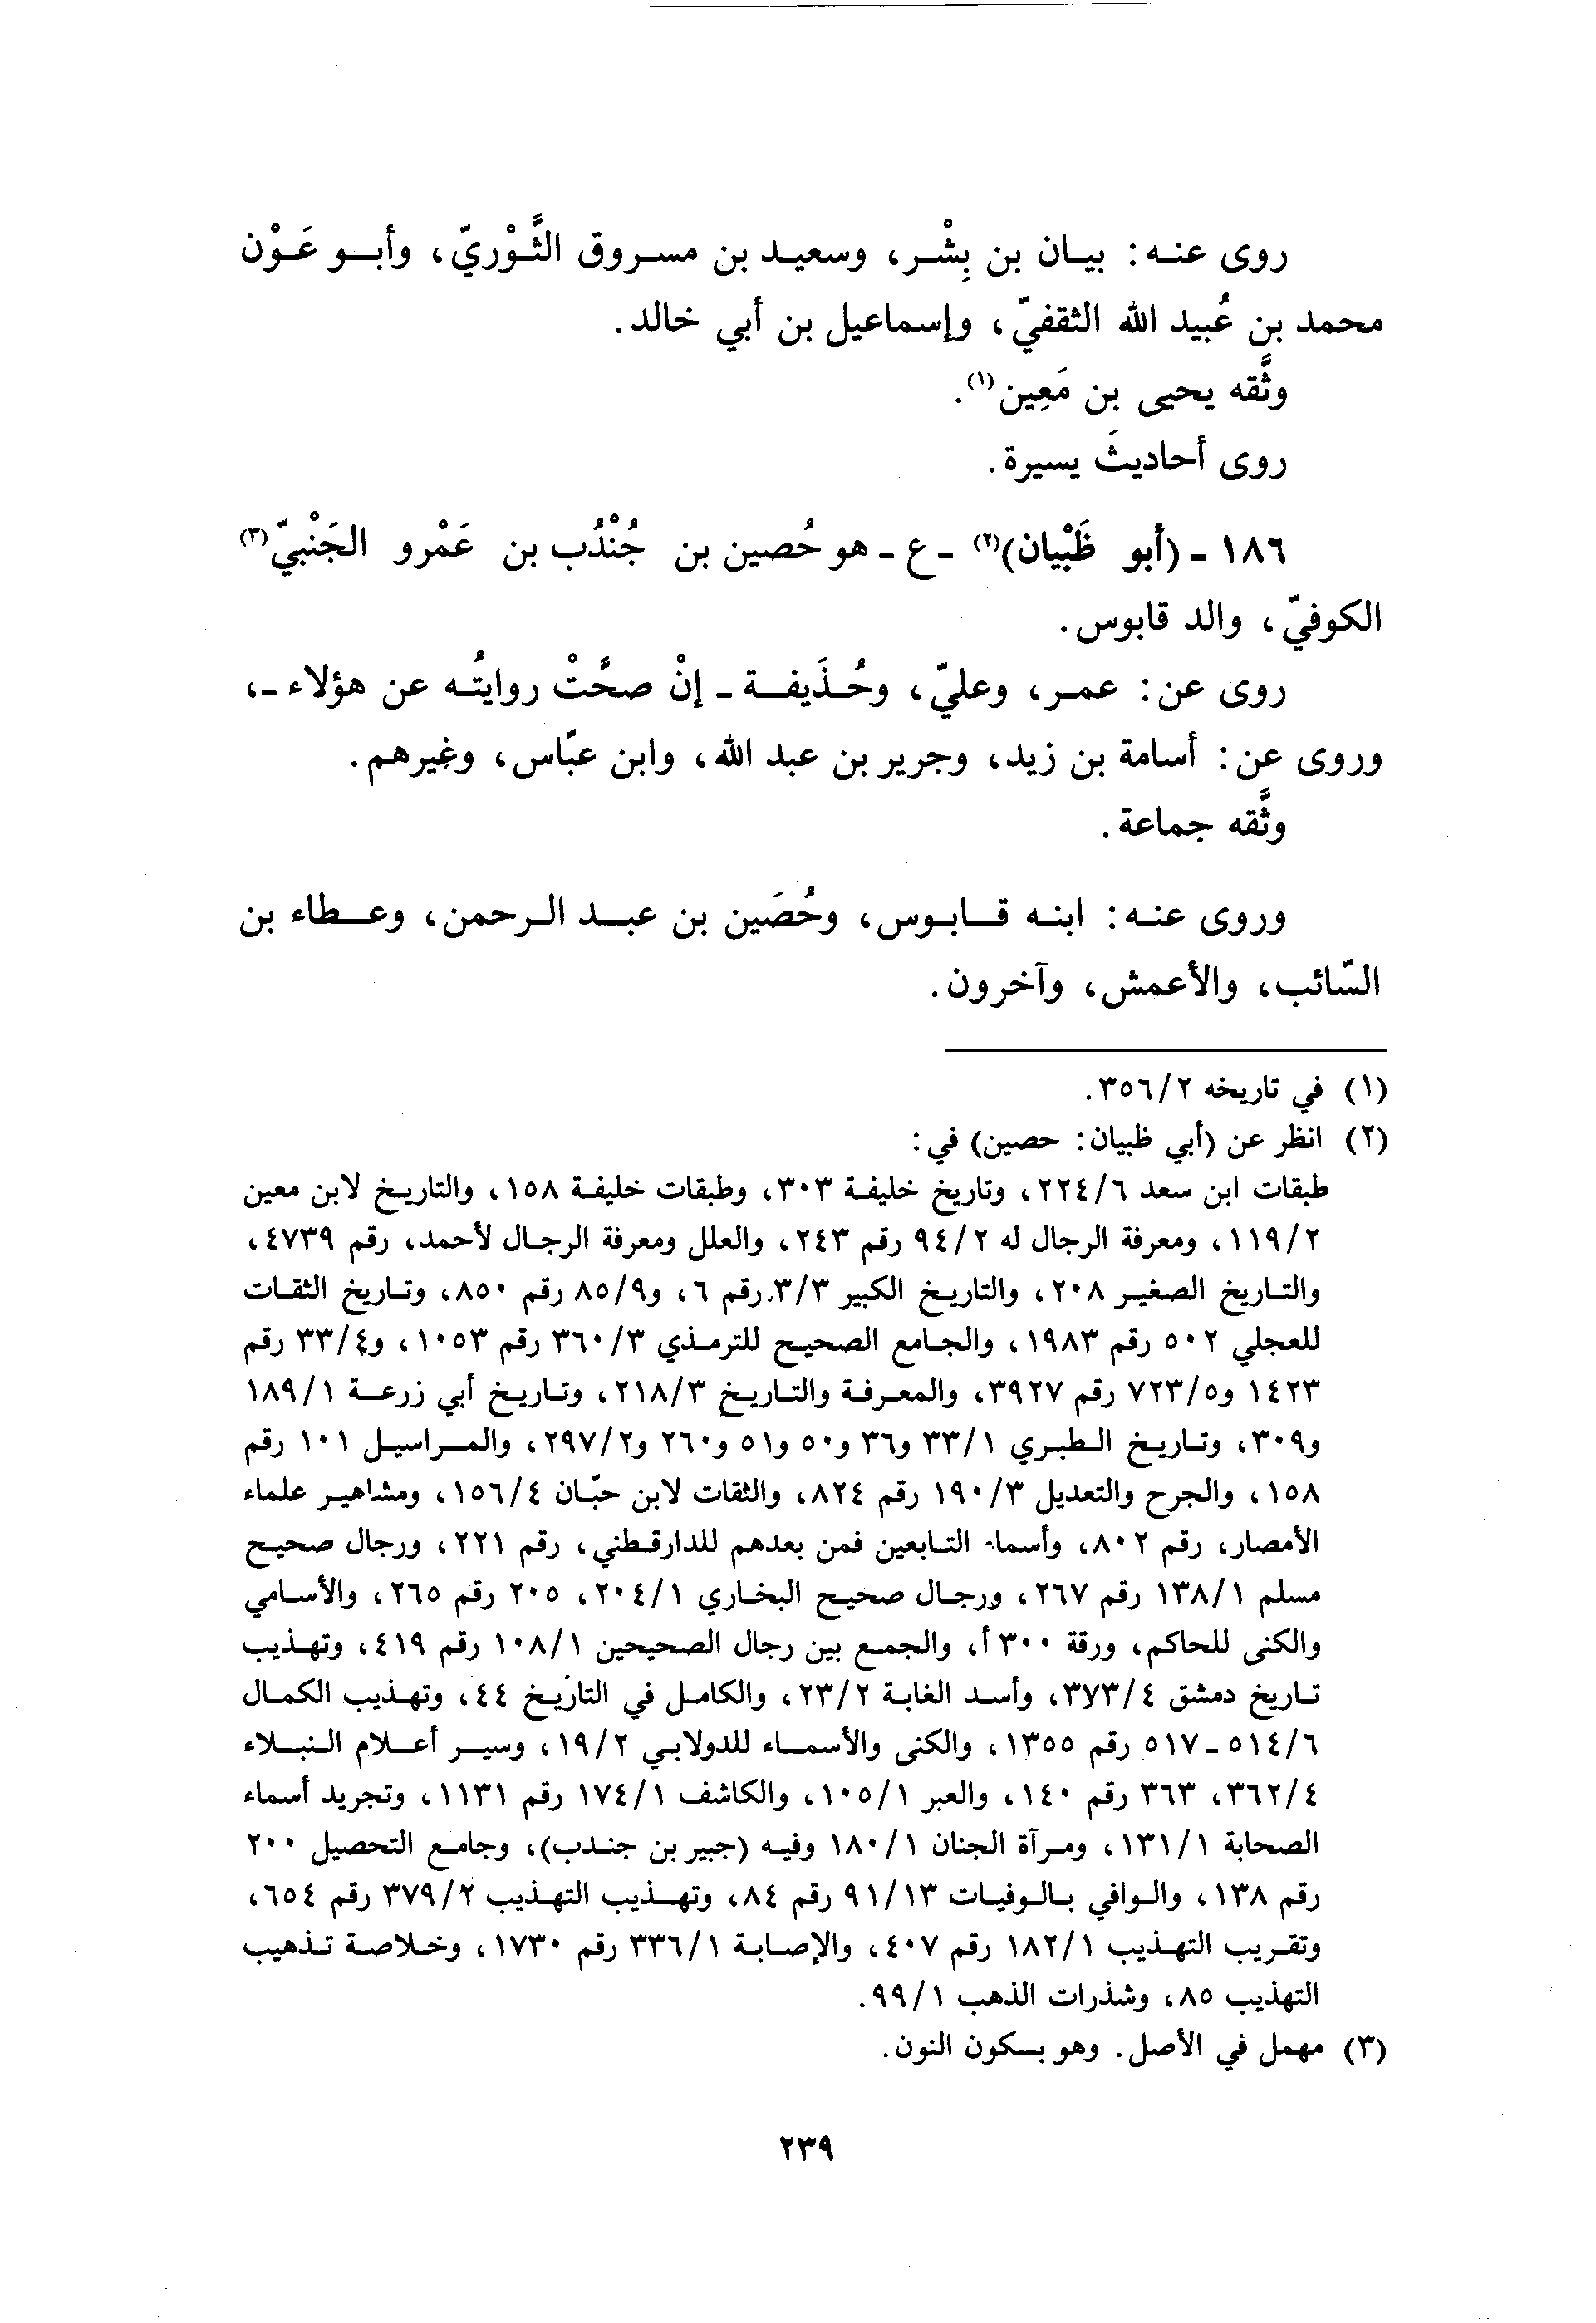 روى عنه: بيان بن بِشْر، وسعيد بن مسروق الثَّوْريّ، وأبو عَوْن
محمد بن عُبيد الله الثقفيّ، وإسماعيل بن أبي خالد.
وثَّقه يحيى بن مَعِين(١).
روى أحاديثَ يسيرة.
١٨٦ - (أبو ظَبْيان)(٢) - ع - هو حُصين بن جُنْدُب بن عَمْرو الجَنْبيّ(٣)
الكوفيّ، والد قابوس.
روى عن: عمر، وعليّ، وحُذَيفة - إنْ صحَّتْ روايتُه عن هؤلاء -،
وروى عن: أسامة بن زيد، وجرير بن عبد الله، وابن عبّاس، وغيرهم.
وثَّقه جماعة.
وروى عنه: ابنه قابوس، وحُصَين بن عبد الرحمن، وعطاء بن
السّائب، والأعمش، وآخرون.
(١) في تاريخه ٣٥٦/٢.
(٢) انظر عن (أبي ظبيان: حصين) في:
طبقات ابن سعد ٢٢٤/٦، وتاريخ خليفة ٣٠٣، وطبقات خليفة ١٥٨، والتاريخ لابن معين
١١٩/٢، ومعرفة الرجال له ٩٤/٢ رقم ٢٤٣، والعلل ومعرفة الرجال لأحمد، رقم ٤٧٣٩،
والتاريخ الصغير ٢٠٨، والتاريخ الكبير ٣/٣ رقم ٦، و٨٥/٩ رقم ٨٥٠، وتاريخ الثقات
للعجلي ٥٠٢ رقم ١٩٨٣، والجامع الصحيح للترمذي ٣٦٠/٣ رقم ١٠٥٣، و٣٣/٤ رقم
١٤٢٣ و٧٢٣/٥ رقم ٣٩٢٧، والمعرفة والتاريخ ٢١٨/٣، وتاريخ أبي زرعة ١٨٩/١
و٣٠٩، وتاريخ الطبري ٣٣/١ و٣٦ و٥٠ و٥١ و٢٦٠ و٢٩٧/٢، والمراسيل ١٠١ رقم
١٥٨، والجرح والتعديل ١٩٠/٣ رقم ٨٢٤، والثقات لابن حبّان ١٥٦/٤، ومشاهير علماء
الأمصار، رقم ٨٠٢، وأسماء التابعين فمن بعدهم للدارقطني، رقم ٢٢١، ورجال صحيح
مسلم ١٣٨/١ رقم ٢٦٧، ورجال صحيح البخاري ٢٠٤/١، ٢٠٥ رقم ٢٦٥، والأسامي
والكنى للحاكم، ورقة ٣٠٠ أ، والجمع بين رجال الصحيحين ١٠٨/١ رقم ٤١٩، وتهذيب
تاريخ دمشق ٣٧٣/٤، وأسد الغابة ٢٣/٢، والكامل في التاريخ ٤٤، وتهذيب الكمال
٥١٤/٦-٥١٧ رقم ١٣٥٥، والكنى والأسماء للدولابي ١٩/٢، وسير أعلام النبلاء
٣٦٢/٤، ٣٦٣ رقم ١٤٠، والعبر ١٠٥/١، والكاشف ١٧٤/١ رقم ١١٣١، وتجريد أسماء
الصحابة ١٣١/١، ومرآة الجنان ١٨٠/١ وفيه (جبير بن جندب)، وجامع التحصيل ٢٠٠
رقم ١٣٨، والوافي بالوفيات ٩١/١٣ رقم ٨٤، وتهذيب التهذيب ٣٧٩/٢ رقم ٦٥٤،
وتقريب التهذيب ١٨٢/١ رقم ٤٠٧، والإصابة ٣٣٦/١ رقم ١٧٣٠، وخلاصة تذهيب
التهذيب ٨٥، وشذرات الذهب ٩٩/١.
(٣) مهمل في الأصل. وهو بسكون النون.
٢٣٩